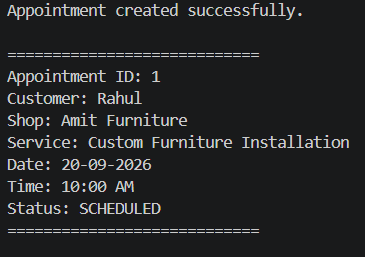 Appointment created successfully.
============================
Appointment ID: 1
Customer: Rahul
Shop: Amit Furniture
Service: Custom Furniture Installation
Date: 20-09-2026
Time: 10:00 AM
Status: SCHEDULED
============================